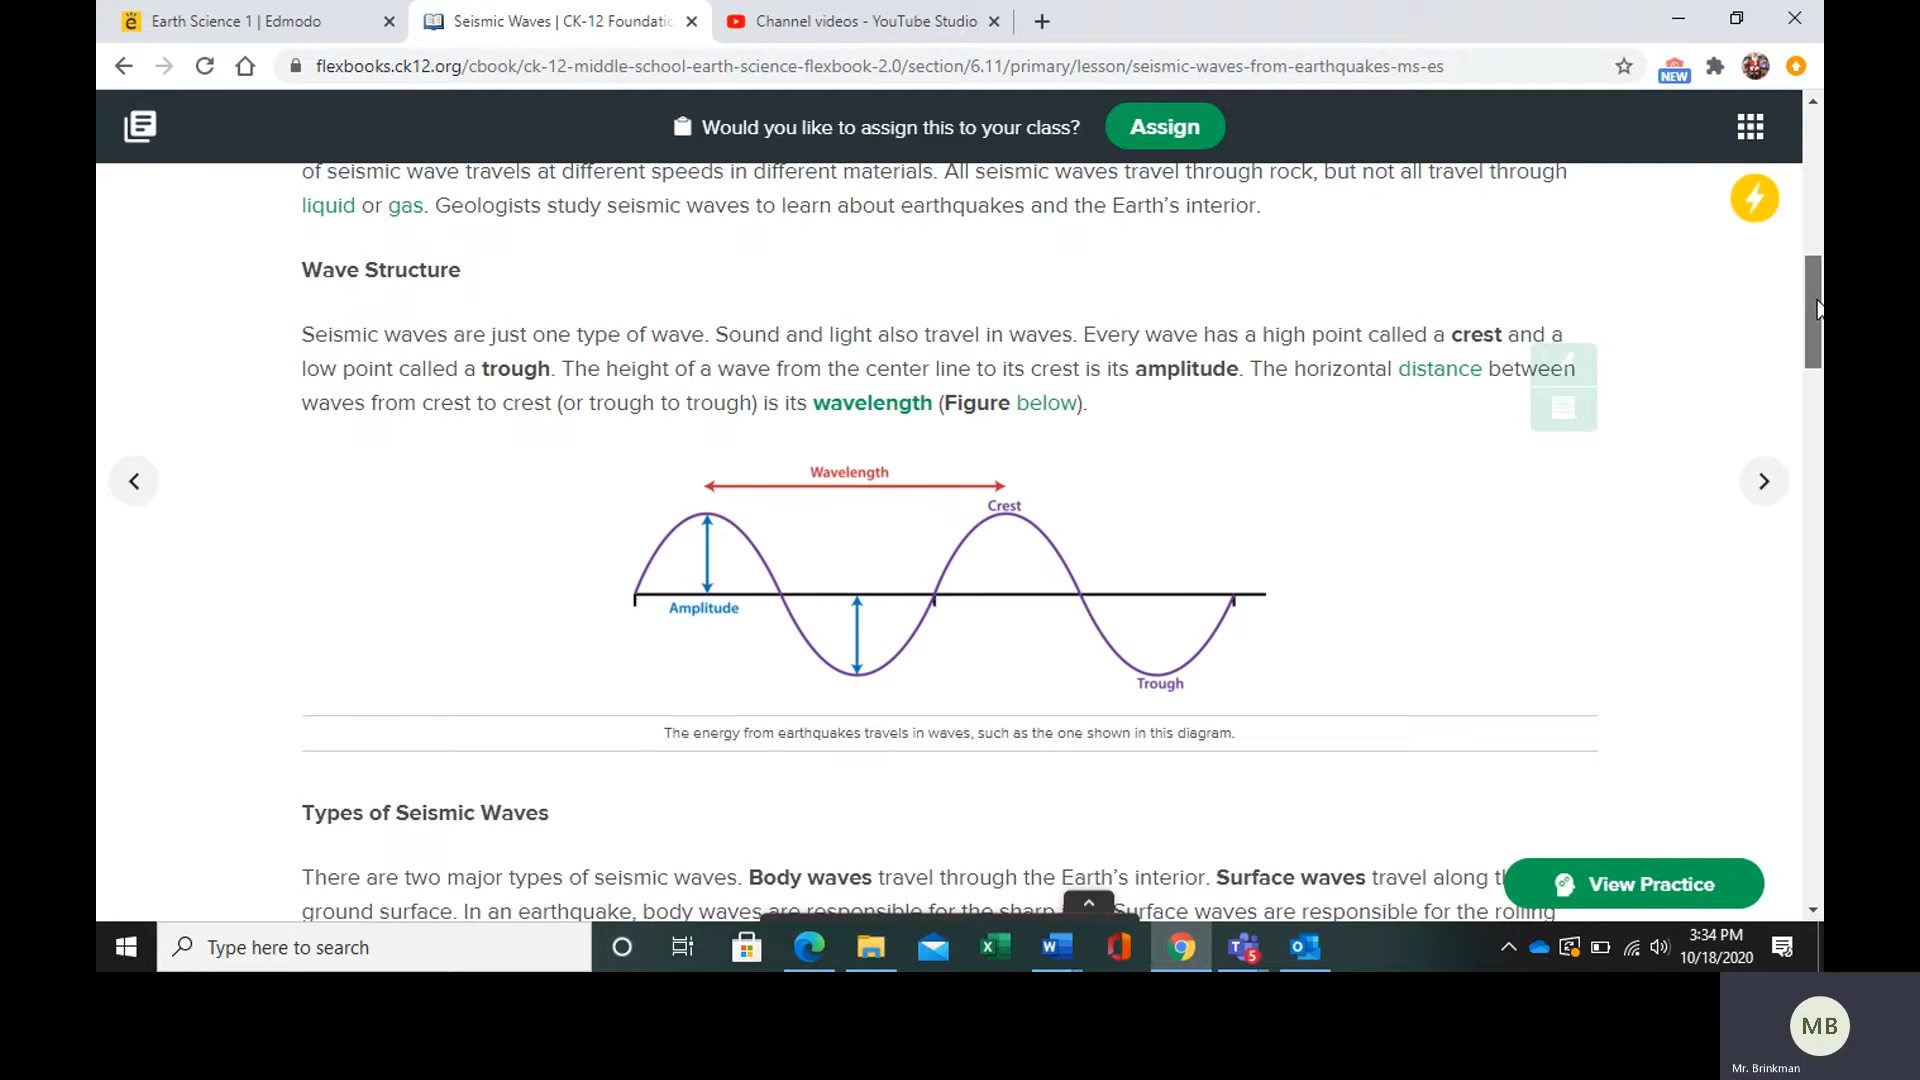 Earth Science 1 | Edmodo
Seismic Waves | CK-12 Foundatic
Channel videos - YouTube Studio
flexbooks.ck12.org/cbook/ck-12-middle-school-earth-science-flexbook-2.0/section/6.11/primary/lesson/seismic-waves-from-earthquakes-ms-es
NEW
Would you like to assign this to your class?
Assign
of seismic wave travels at different speeds in different materials. All seismic waves travel through rock, but not all travel through
liquid or gas. Geologists study seismic waves to learn about earthquakes and the Earth’s interior.
Wave Structure
Seismic waves are just one type of wave. Sound and light also travel in waves. Every wave has a high point called a crest and a
low point called a trough. The height of a wave from the center line to its crest is its amplitude. The horizontal distance between
waves from crest to crest (or trough to trough) is its wavelength (Figure below).
Wavelength
Crest
Amplitude
Trough
The energy from earthquakes travels in waves, such as the one shown in this diagram.
Types of Seismic Waves
There are two major types of seismic waves. Body waves travel through the Earth’s interior. Surface waves travel along
View Practice
ground surface. In an earthquake, body waves are responsible for the sharp Surface waves are responsible for the rolling
Type here to search
5
3:34 PM
10/18/2020
MB
Mr. Brinkman